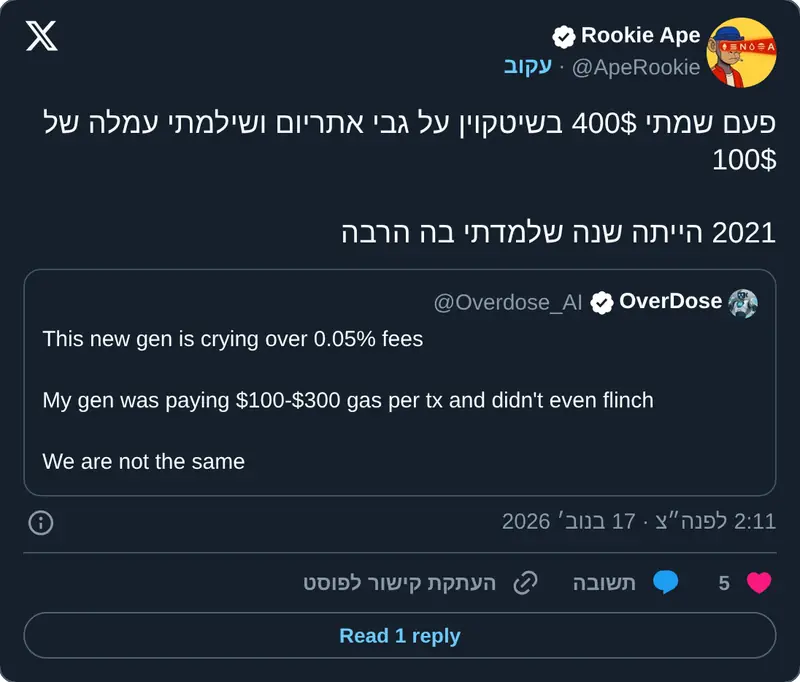 Rookie Ape
@ApeRookie · עקוב
פעם שמתי 400$ בשיטקוין על גבי אתריום ושילמתי עמלה של
100$
2021 הייתה שנה שלמדתי בה הרבה
OverDose @Overdose_AI
This new gen is crying over 0.05% fees
My gen was paying $100-$300 gas per tx and didn't even flinch
We are not the same
2:11 לפנה״צ · 17 בנוב׳ 2026
5 תשובה העתקת קישור לפוסט
Read 1 reply